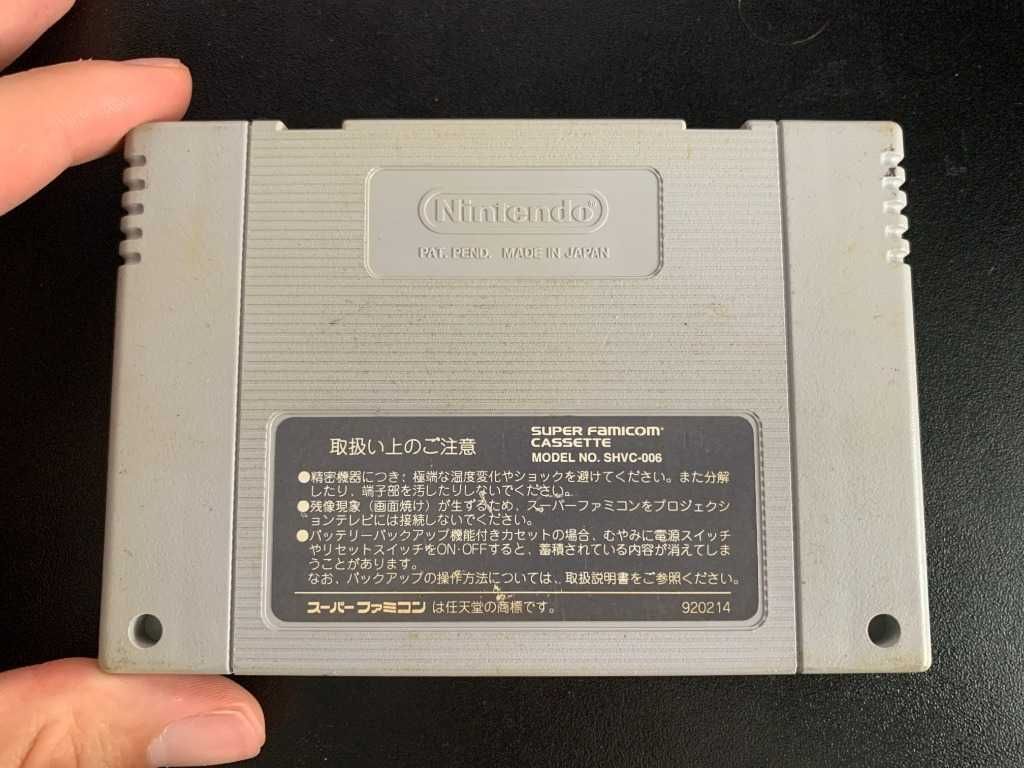 Nintendo®
PAT. PEND. MADE IN JAPAN
取扱い上のご注意
SUPER FAMICOM®
CASSETTE
MODEL NO. SHVC-006
●精密機器につき：極端な温度変化やショックを避けてください。また分解
したり、端子部を汚したりしないでください。
●残像現象（画面焼け）が生ずるため、スーパーファミコンをプロジェクシ
ョンテレビには接続しないでください。
●バッテリーバックアップ機能付きカセットの場合、むやみに電源スイッチ
やリセットスイッチをON·OFFすると、蓄積されている内容が消えてしま
うことがあります。
なお、バックアップの操作方法については、取扱説明書をご参照ください。
スーパーファミコン は任天堂の商標です。 920214